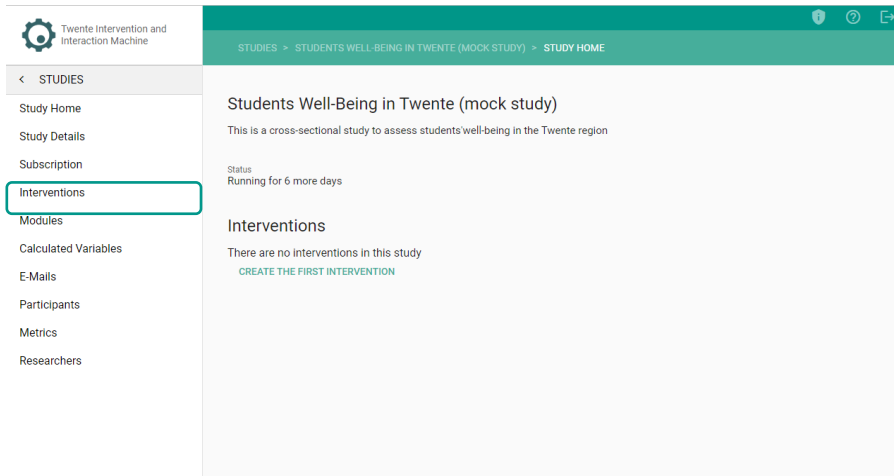 Twente Intervention and
Interaction Machine
STUDIES > STUDENTS WELL-BEING IN TWENTE (MOCK STUDY) > STUDY HOME
< STUDIES
Study Home
Study Details
Subscription
Interventions
Modules
Calculated Variables
E-Mails
Participants
Metrics
Researchers
Students Well-Being in Twente (mock study)
This is a cross-sectional study to assess students'well-being in the Twente region
Status
Running for 6 more days
Interventions
There are no interventions in this study
CREATE THE FIRST INTERVENTION